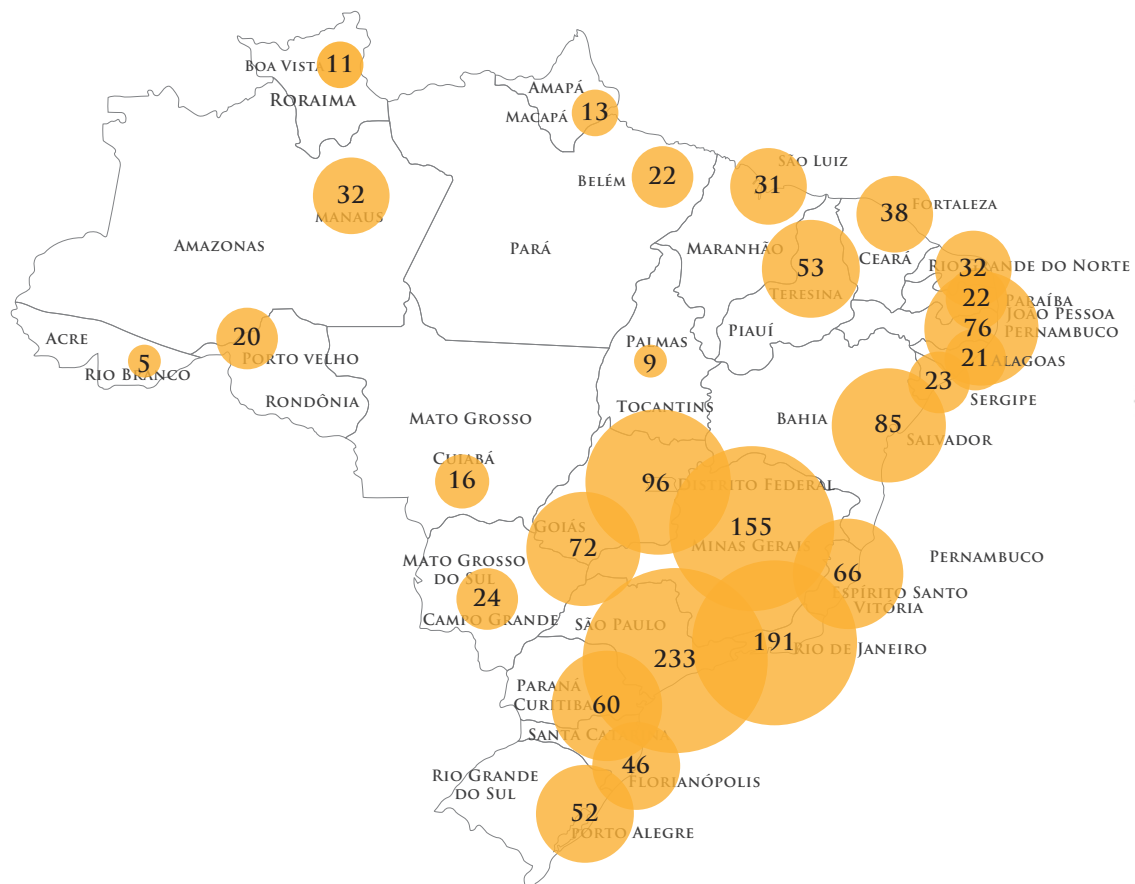 Boa Vista
11
Roraima
Amapá
Macapá
13
Belém
22
São Luiz
31
Fortaleza
38
32
Manaus
Amazonas
Pará
Maranhão
53
Teresina
Ceará
32
Rio Grande do Norte
22
Paraíba
João Pessoa
76
Pernambuco
Piauí
21
Alagoas
23
Sergipe
Acre
5
Rio Branco
20
Porto Velho
Rondônia
Palmas
9
Tocantins
Mato Grosso
Bahia
85
Salvador
Cuiabá
16
96
Distrito Federal
155
Minas Gerais
Goiás
72
Pernambuco
66
Espírito Santo
Vitória
Mato Grosso
do Sul
24
Campo Grande
São Paulo
233
191
Rio de Janeiro
Paraná
Curitiba
60
Santa Catarina
46
Florianópolis
Rio Grande
do Sul
52
Porto Alegre